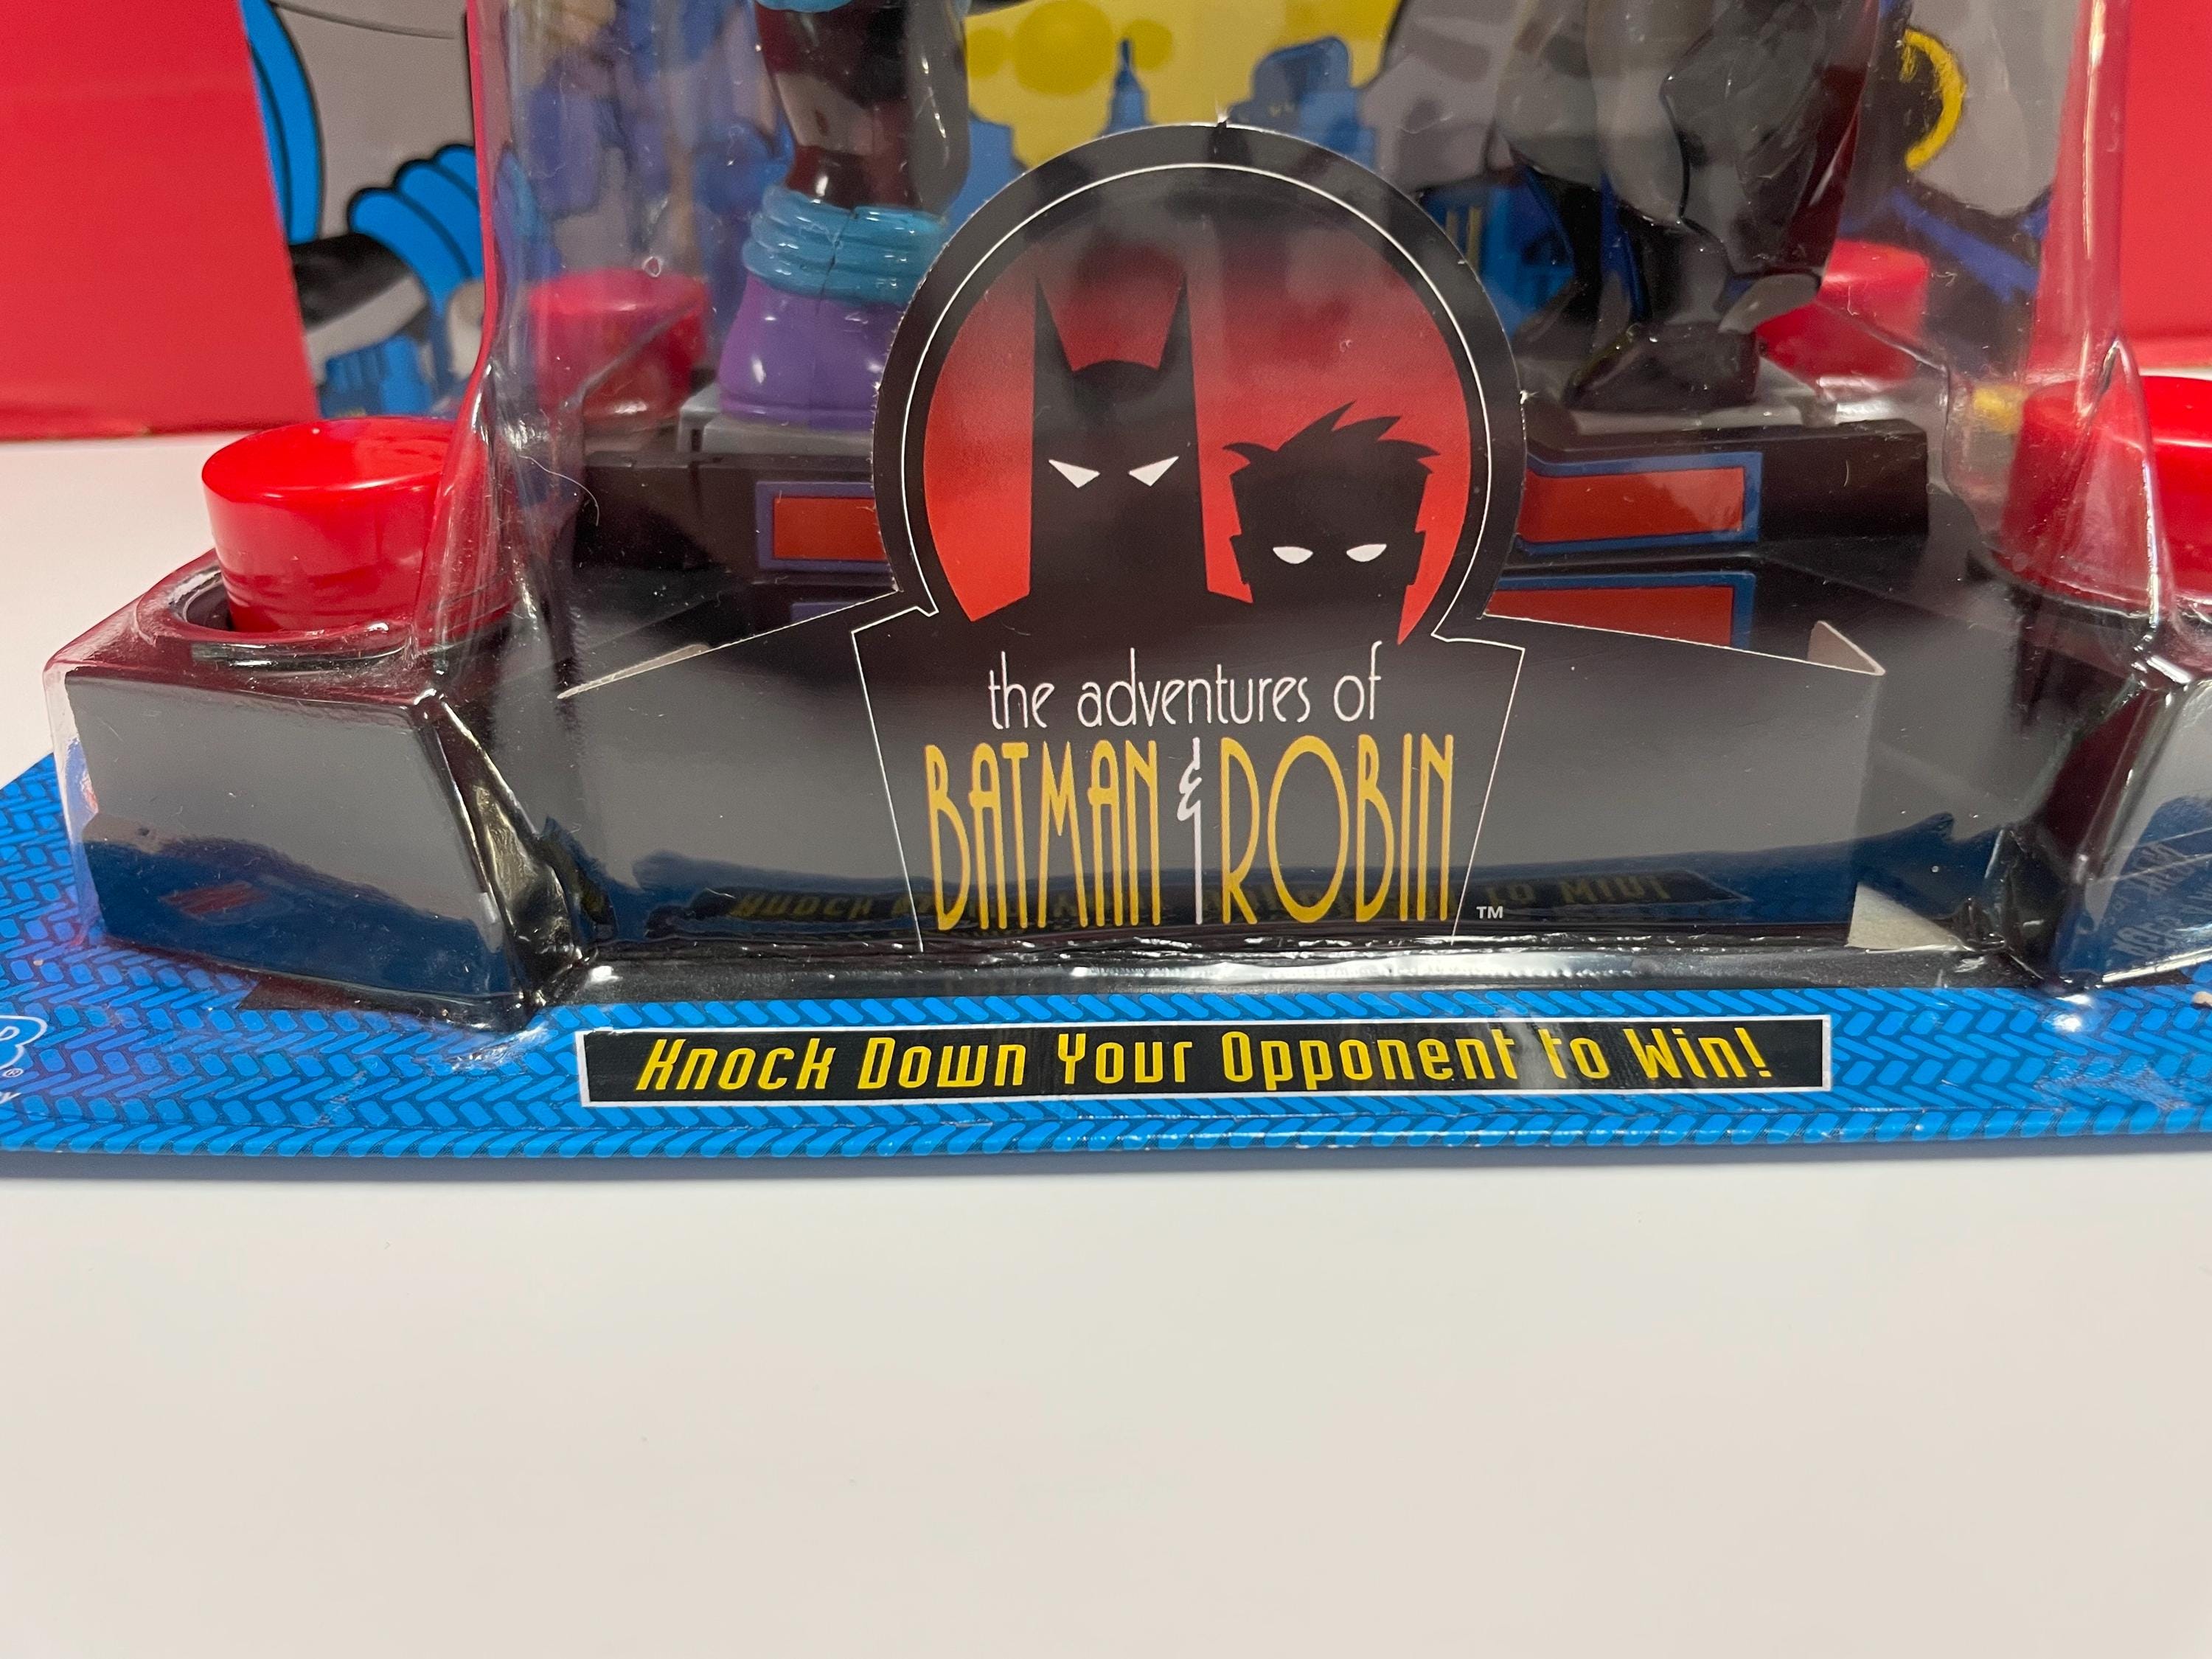 the adventures of
BATMAN & ROBIN
™
Knock Down Your Opponent to Win!